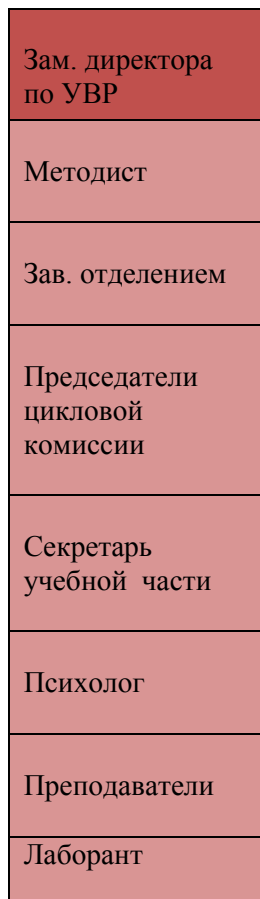 Зам. директора
по УВР
Методист
Зав. отделением
Председатели
цикловой
комиссии
Секретарь
учебной  части
Психолог
Преподаватели
Лаборант